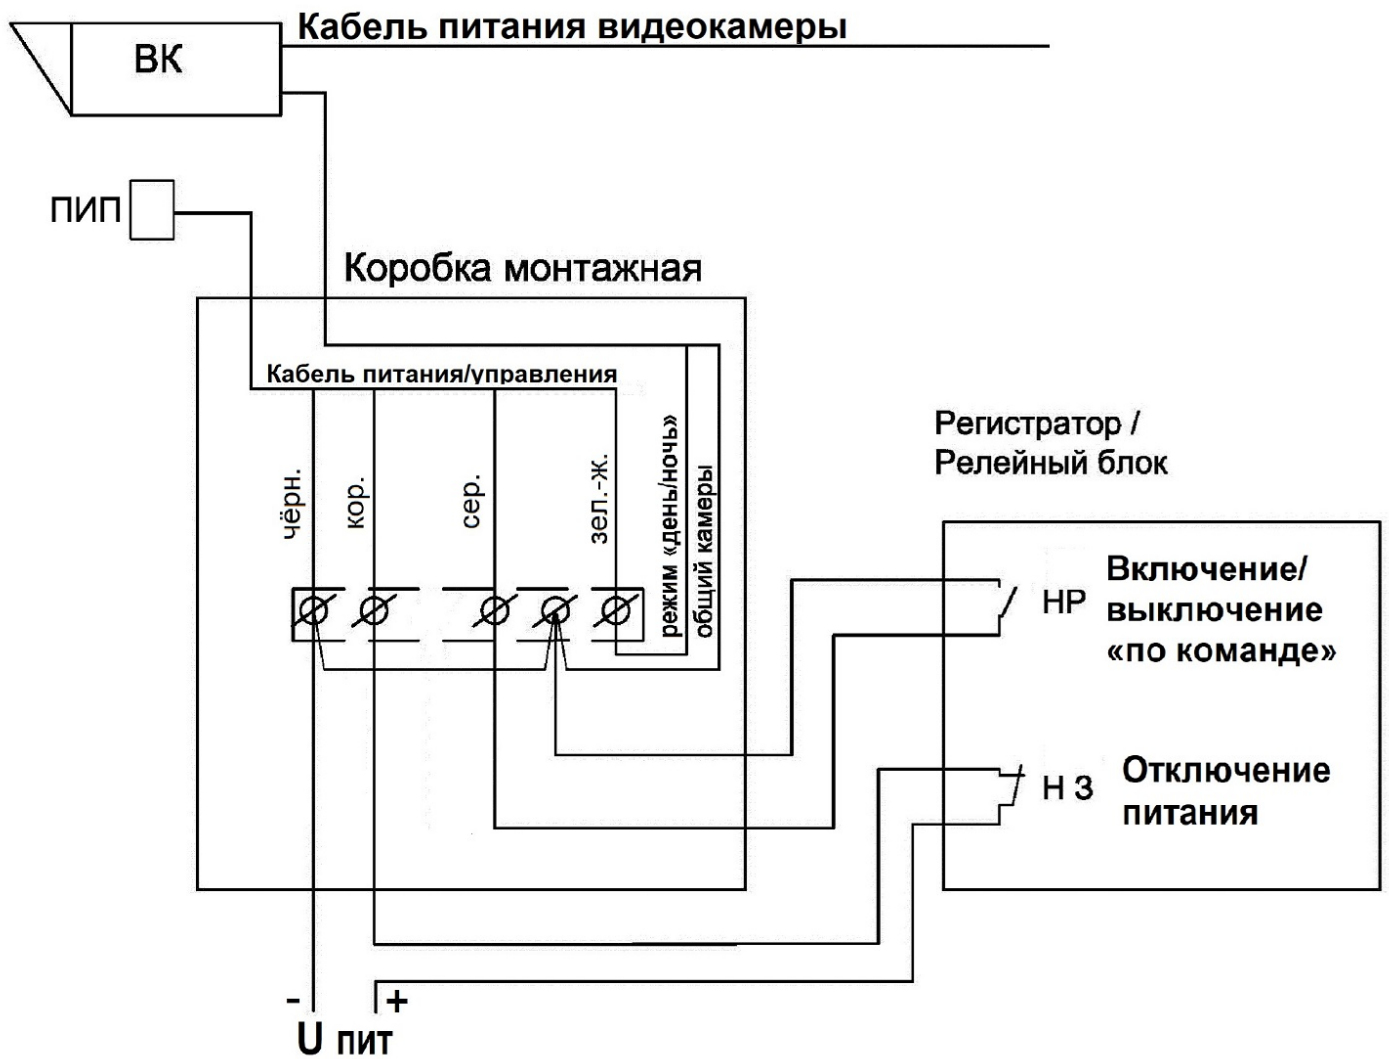 Кабель питания видеокамеры
ВК
ПИП
Коробка монтажная
Кабель питания/управления
чёрн.
кор.
сер.
зел.-ж.
режим «день/ночь»
общий камеры
Регистратор /
Релейный блок
НР
Включение/
выключение
«по команде»
Н З
Отключение
питания
- +
U пит